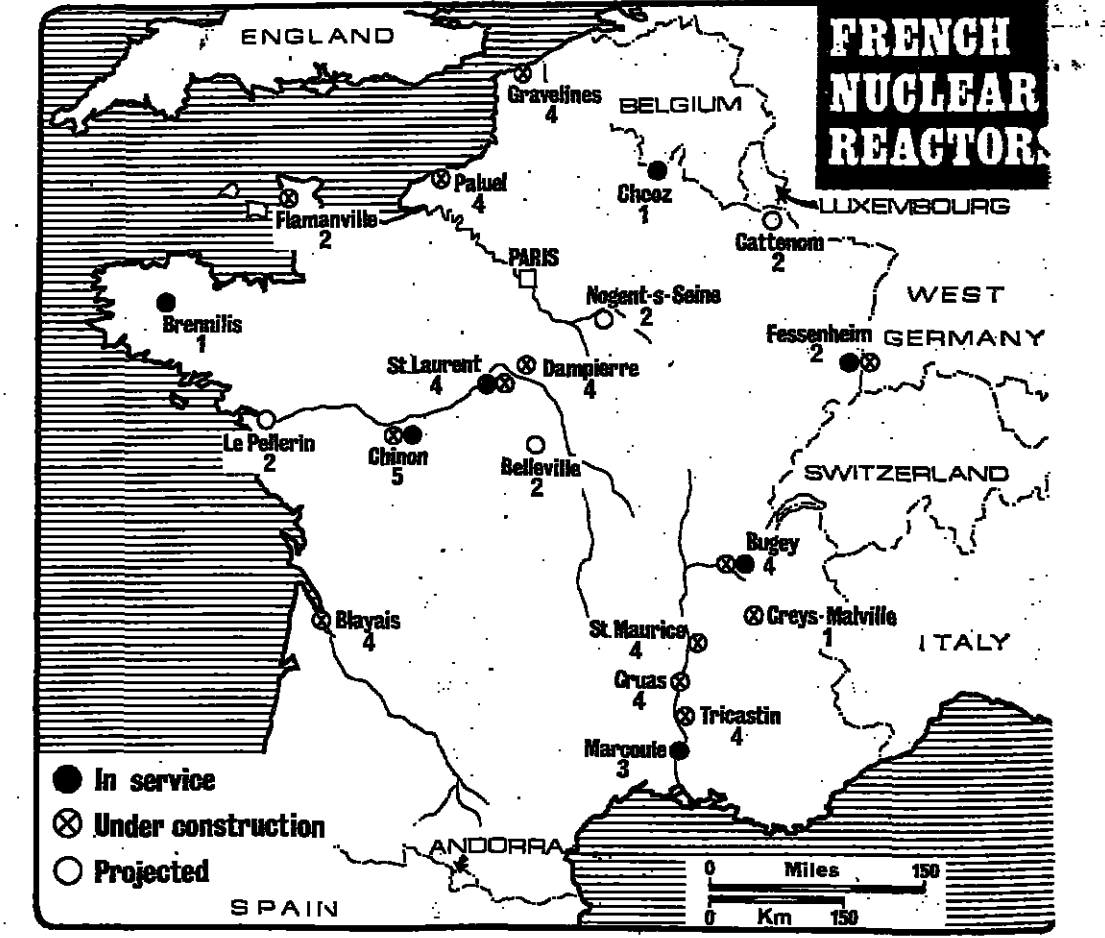 FRENCH
NUCLEAR
REACTORS
ENGLAND
Gravelines
4
BELGIUM
Paluel
4
Chooz
1
Flamanville
2
LUXEMBOURG
Cattenom
2
PARIS
Nogent-s-Seine
2
WEST
GERMANY
Brennilis
1
Fessenheim
2
St.Laurent
4
Dampierre
4
Le Pellerin
2
Chinon
5
Belleville
2
SWITZERLAND
Bugey
4
Blayais
4
Creys-Malville
1
St.Maurice
4
ITALY
Cruas
4
Tricastin
4
Marcoule
3
In service
Under construction
Projected
ANDORRA
SPAIN
0 Miles 150
0 Km 150